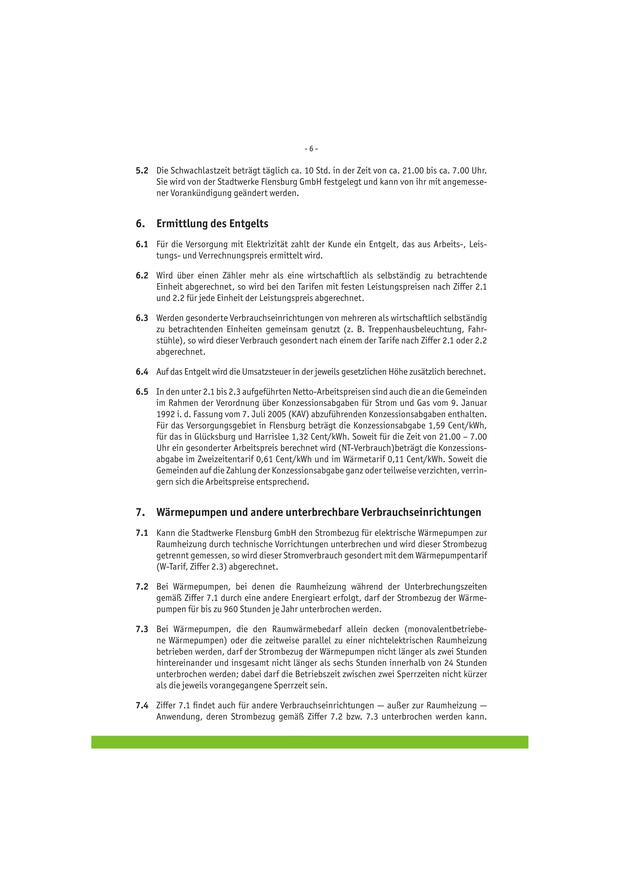 - 6 -
5.2 Die Schwachlastzeit beträgt täglich ca. 10 Std. in der Zeit von ca. 21.00 bis ca. 7.00 Uhr.
Sie wird von der Stadtwerke Flensburg GmbH festgelegt und kann von ihr mit angemesse-
ner Vorankündigung geändert werden.
6. Ermittlung des Entgelts
6.1 Für die Versorgung mit Elektrizität zahlt der Kunde ein Entgelt, das aus Arbeits-, Leis-
tungs- und Verrechnungspreis ermittelt wird.
6.2 Wird über einen Zähler mehr als eine wirtschaftlich als selbständig zu betrachtende
Einheit abgerechnet, so wird bei den Tarifen mit festen Leistungspreisen nach Ziffer 2.1
und 2.2 für jede Einheit der Leistungspreis abgerechnet.
6.3 Werden gesonderte Verbrauchseinrichtungen von mehreren als wirtschaftlich selbständig
zu betrachtenden Einheiten gemeinsam genutzt (z. B. Treppenhausbeleuchtung, Fahr-
stühle), so wird dieser Verbrauch gesondert nach einem der Tarife nach Ziffer 2.1 oder 2.2
abgerechnet.
6.4 Auf das Entgelt wird die Umsatzsteuer in der jeweils gesetzlichen Höhe zusätzlich berechnet.
6.5 In den unter 2.1 bis 2.3 aufgeführten Netto-Arbeitspreisen sind auch die an die Gemeinden
im Rahmen der Verordnung über Konzessionsabgaben für Strom und Gas vom 9. Januar
1992 i. d. Fassung vom 7. Juli 2005 (KAV) abzuführenden Konzessionsabgaben enthalten.
Für das Versorgungsgebiet in Flensburg beträgt die Konzessionsabgabe 1,59 Cent/kWh,
für das in Glücksburg und Harrislee 1,32 Cent/kWh. Soweit für die Zeit von 21.00 – 7.00
Uhr ein gesonderter Arbeitspreis berechnet wird (NT-Verbrauch)beträgt die Konzessions-
abgabe im Zweizeitentarif 0,61 Cent/kWh und im Wärmetarif 0,11 Cent/kWh. Soweit die
Gemeinden auf die Zahlung der Konzessionsabgabe ganz oder teilweise verzichten, verrin-
gern sich die Arbeitspreise entsprechend.
7. Wärmepumpen und andere unterbrechbare Verbrauchseinrichtungen
7.1 Kann die Stadtwerke Flensburg GmbH den Strombezug für elektrische Wärmepumpen zur
Raumheizung durch technische Vorrichtungen unterbrechen und wird dieser Strombezug
getrennt gemessen, so wird dieser Stromverbrauch gesondert mit dem Wärmepumpentarif
(W-Tarif, Ziffer 2.3) abgerechnet.
7.2 Bei Wärmepumpen, bei denen die Raumheizung während der Unterbrechungszeiten
gemäß Ziffer 7.1 durch eine andere Energieart erfolgt, darf der Strombezug der Wärme-
pumpen für bis zu 960 Stunden je Jahr unterbrochen werden.
7.3 Bei Wärmepumpen, die den Raumwärmebedarf allein decken (monovalentbetriebe-
ne Wärmepumpen) oder die zeitweise parallel zu einer nichtelektrischen Raumheizung
betrieben werden, darf der Strombezug der Wärmepumpen nicht länger als zwei Stunden
hintereinander und insgesamt nicht länger als sechs Stunden innerhalb von 24 Stunden
unterbrochen werden; dabei darf die Betriebszeit zwischen zwei Sperrzeiten nicht kürzer
als die jeweils vorangegangene Sperrzeit sein.
7.4 Ziffer 7.1 findet auch für andere Verbrauchseinrichtungen — außer zur Raumheizung —
Anwendung, deren Strombezug gemäß Ziffer 7.2 bzw. 7.3 unterbrochen werden kann.